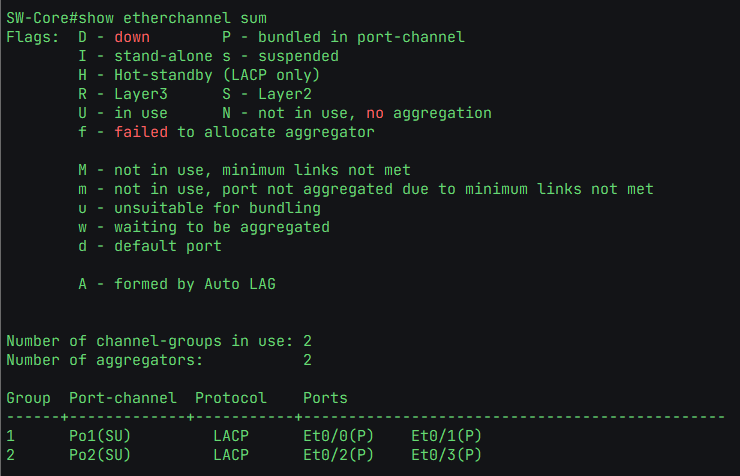 SW-Core#show etherchannel sum
Flags:  D - down        P - bundled in port-channel
        I - stand-alone s - suspended
        H - Hot-standby (LACP only)
        R - Layer3      S - Layer2
        U - in use      N - not in use, no aggregation
        f - failed to allocate aggregator

        M - not in use, minimum links not met
        m - not in use, port not aggregated due to minimum links not met
        u - unsuitable for bundling
        w - waiting to be aggregated
        d - default port

        A - formed by Auto LAG


Number of channel-groups in use: 2
Number of aggregators:           2

Group  Port-channel  Protocol    Ports
------+-------------+-----------+-----------------------------------------------
1      Po1(SU)         LACP      Et0/0(P)    Et0/1(P)
2      Po2(SU)         LACP      Et0/2(P)    Et0/3(P)